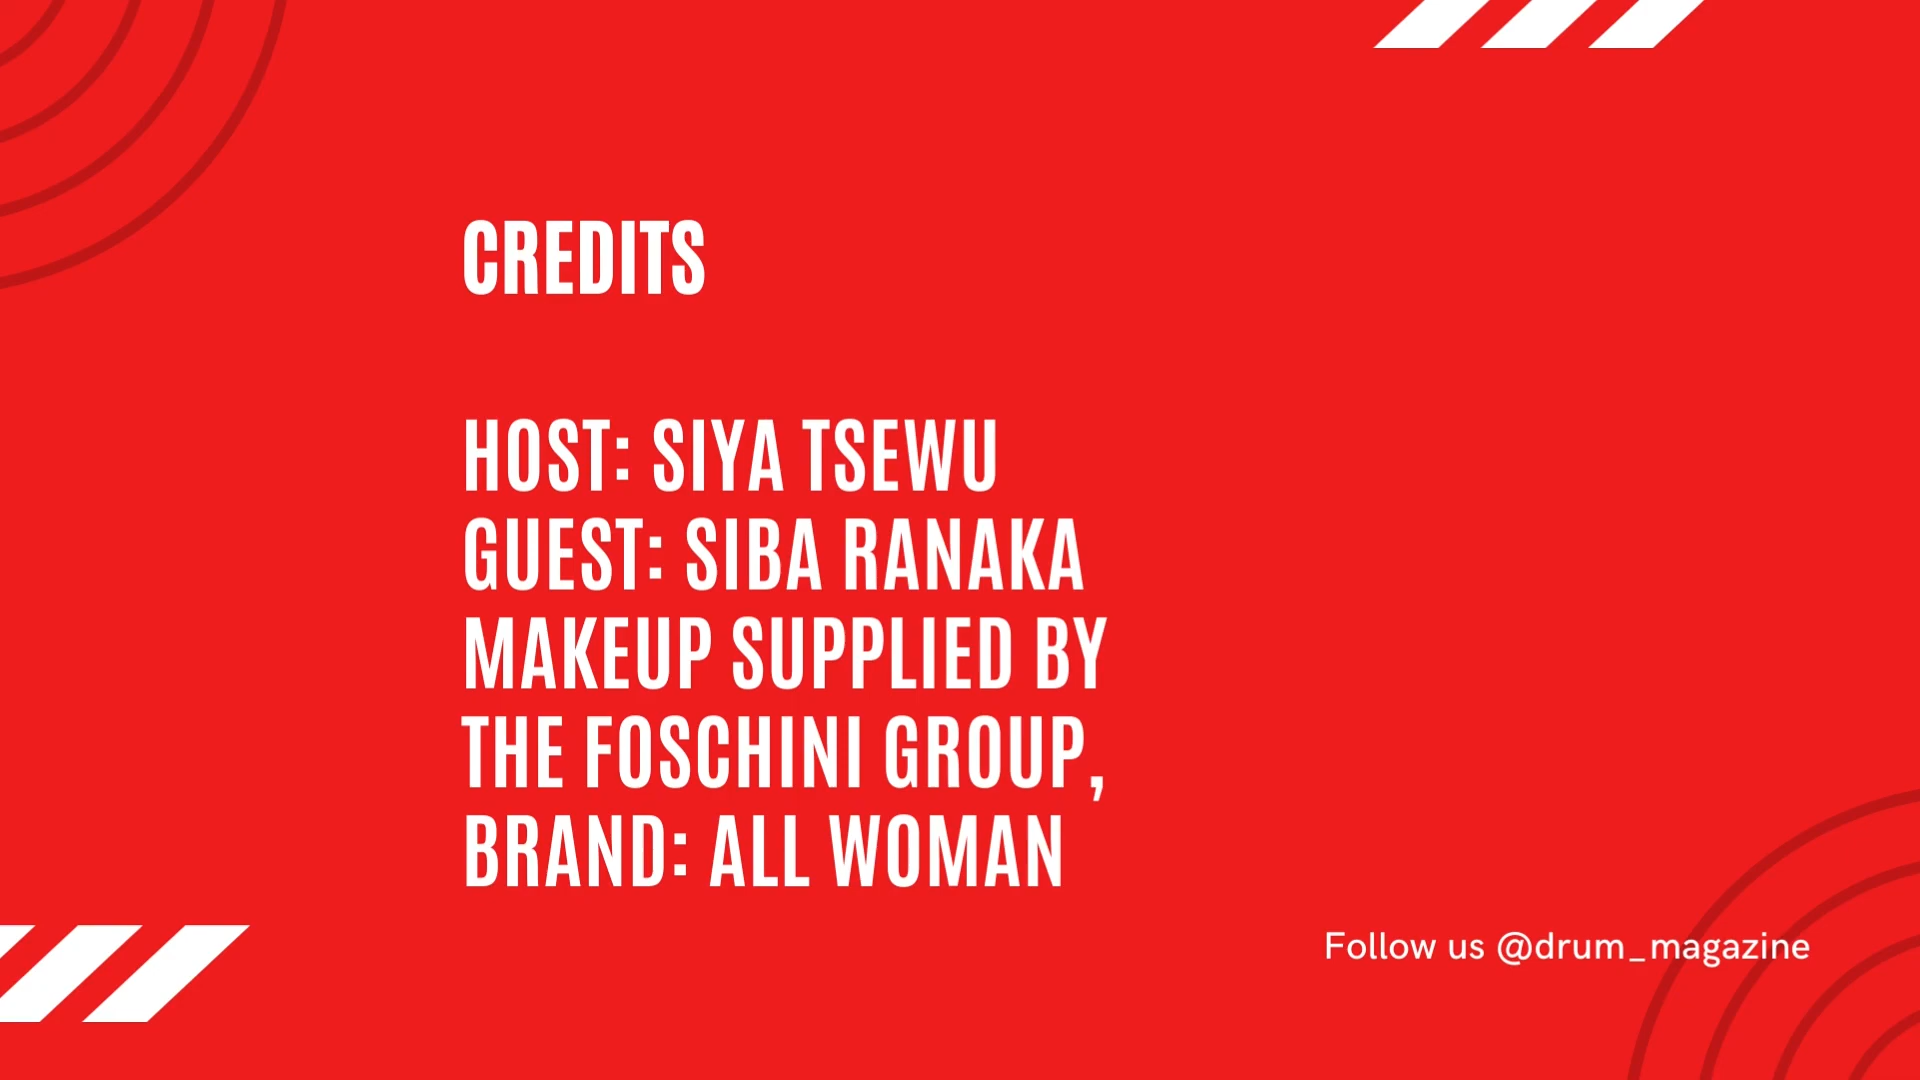 CREDITS
HOST: SIYA TSEWU
GUEST: SIBA RANAKA
MAKEUP SUPPLIED BY
THE FOSCHINI GROUP,
BRAND: ALL WOMAN
Follow us @drum_magazine